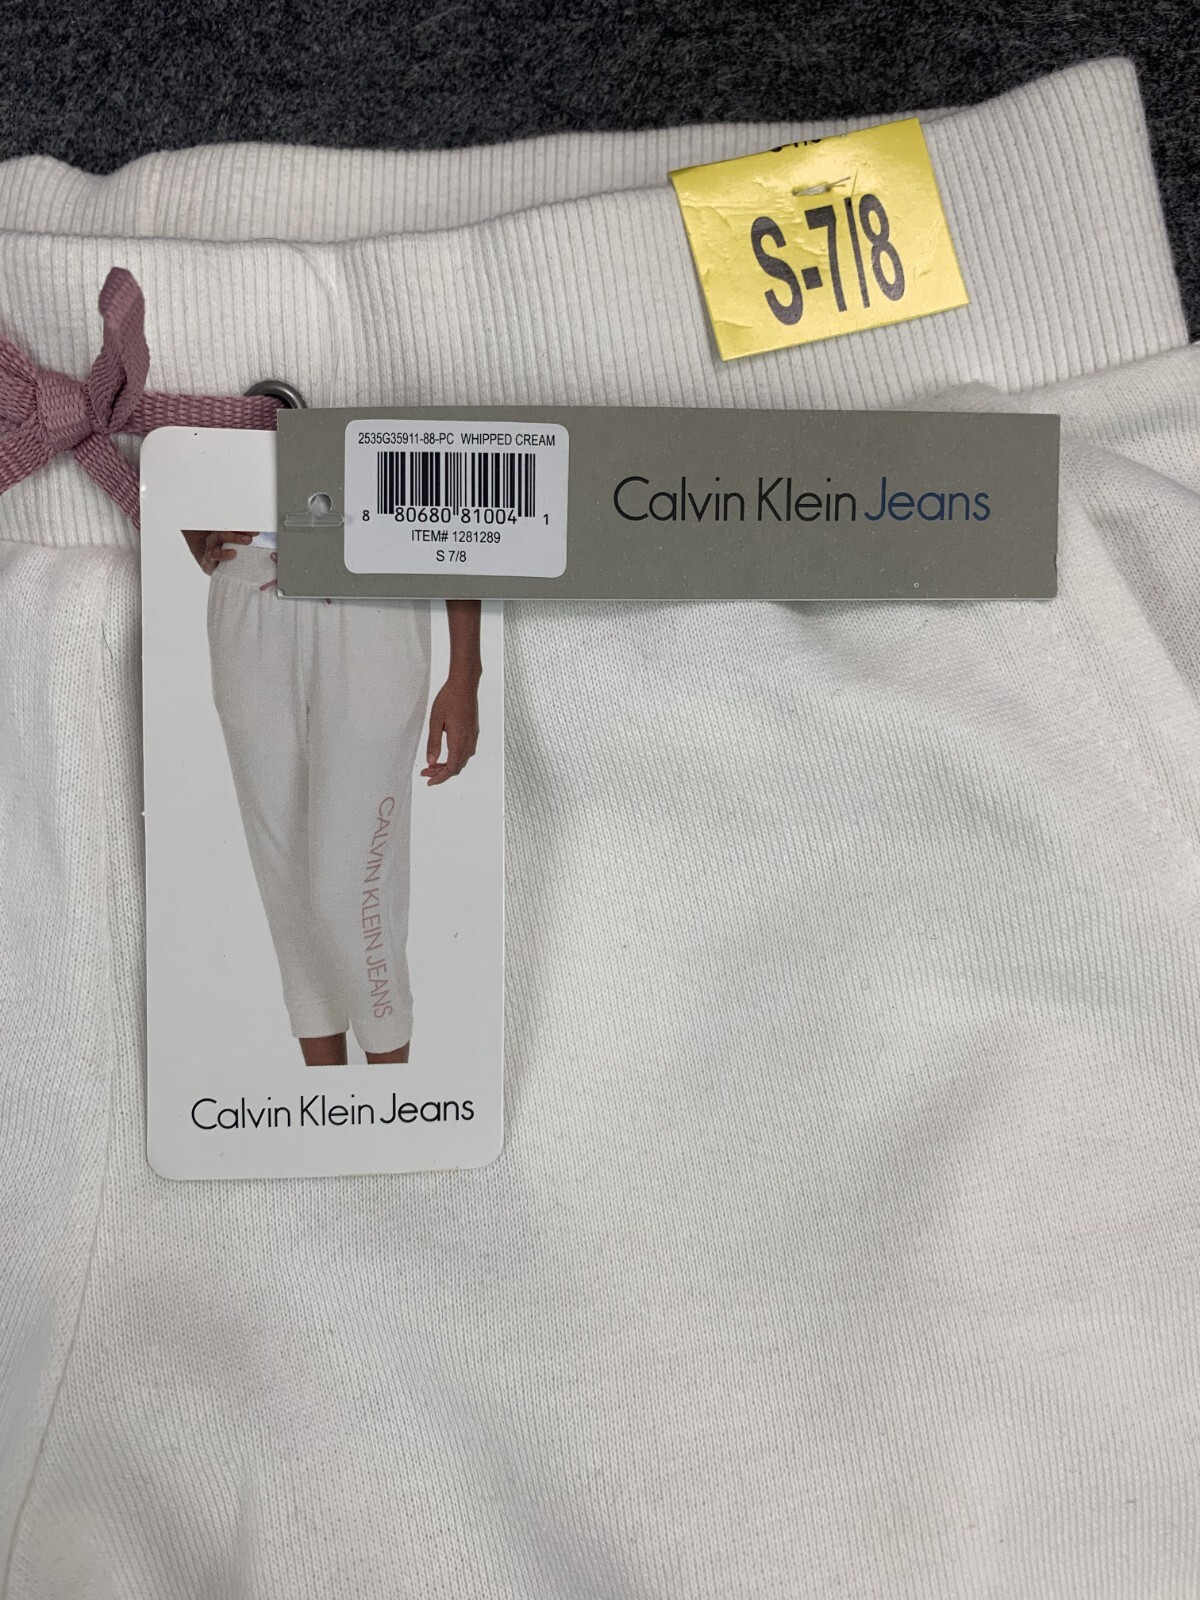 S-7/8
2535G35911-88-PC WHIPPED CREAM
8 80680 81004 1
ITEM# 1281289
S 7/8
Calvin Klein Jeans
CALVIN KLEIN JEANS
Calvin Klein Jeans